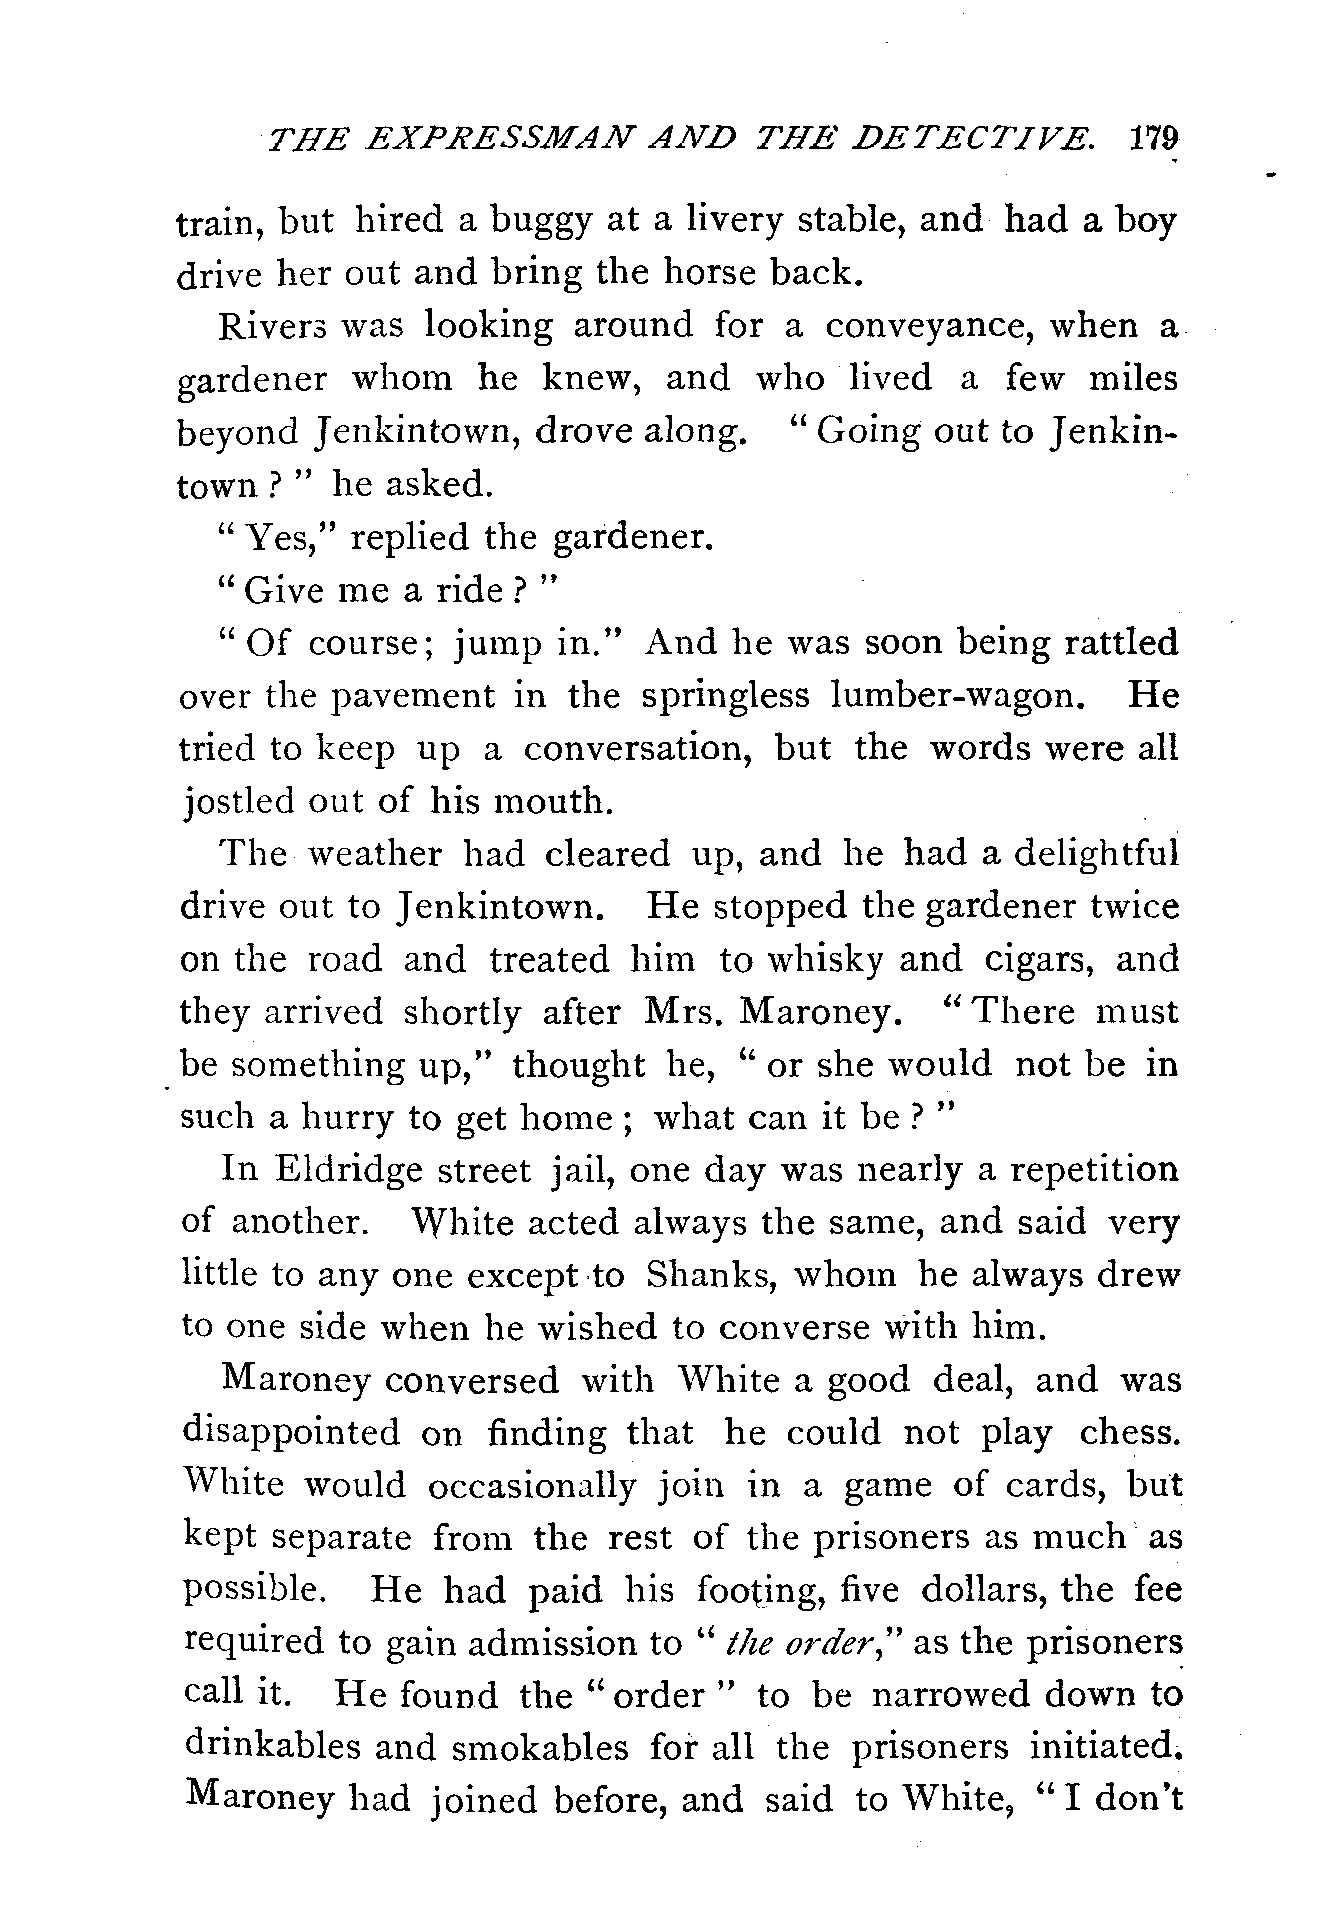 THE EXPRESSMAN AND THE DETECTIVE. 179
train, but hired a buggy at a livery stable, and had a boy
drive her out and bring the horse back.
Rivers was looking around for a conveyance, when a
gardener whom he knew, and who lived a few miles
beyond Jenkintown, drove along. "Going out to Jenkin-
town?" he asked.
"Yes," replied the gardener.
"Give me a ride?"
"Of course; jump in." And he was soon being rattled
over the pavement in the springless lumber-wagon. He
tried to keep up a conversation, but the words were all
jostled out of his mouth.
The weather had cleared up, and he had a delightful
drive out to Jenkintown. He stopped the gardener twice
on the road and treated him to whisky and cigars, and
they arrived shortly after Mrs. Maroney. "There must
be something up," thought he, "or she would not be in
such a hurry to get home; what can it be?"
In Eldridge street jail, one day was nearly a repetition
of another. White acted always the same, and said very
little to any one except to Shanks, whom he always drew
to one side when he wished to converse with him.
Maroney conversed with White a good deal, and was
disappointed on finding that he could not play chess.
White would occasionally join in a game of cards, but
kept separate from the rest of the prisoners as much as
possible. He had paid his footing, five dollars, the fee
required to gain admission to "the order," as the prisoners
call it. He found the "order" to be narrowed down to
drinkables and smokables for all the prisoners initiated.
Maroney had joined before, and said to White, "I don't